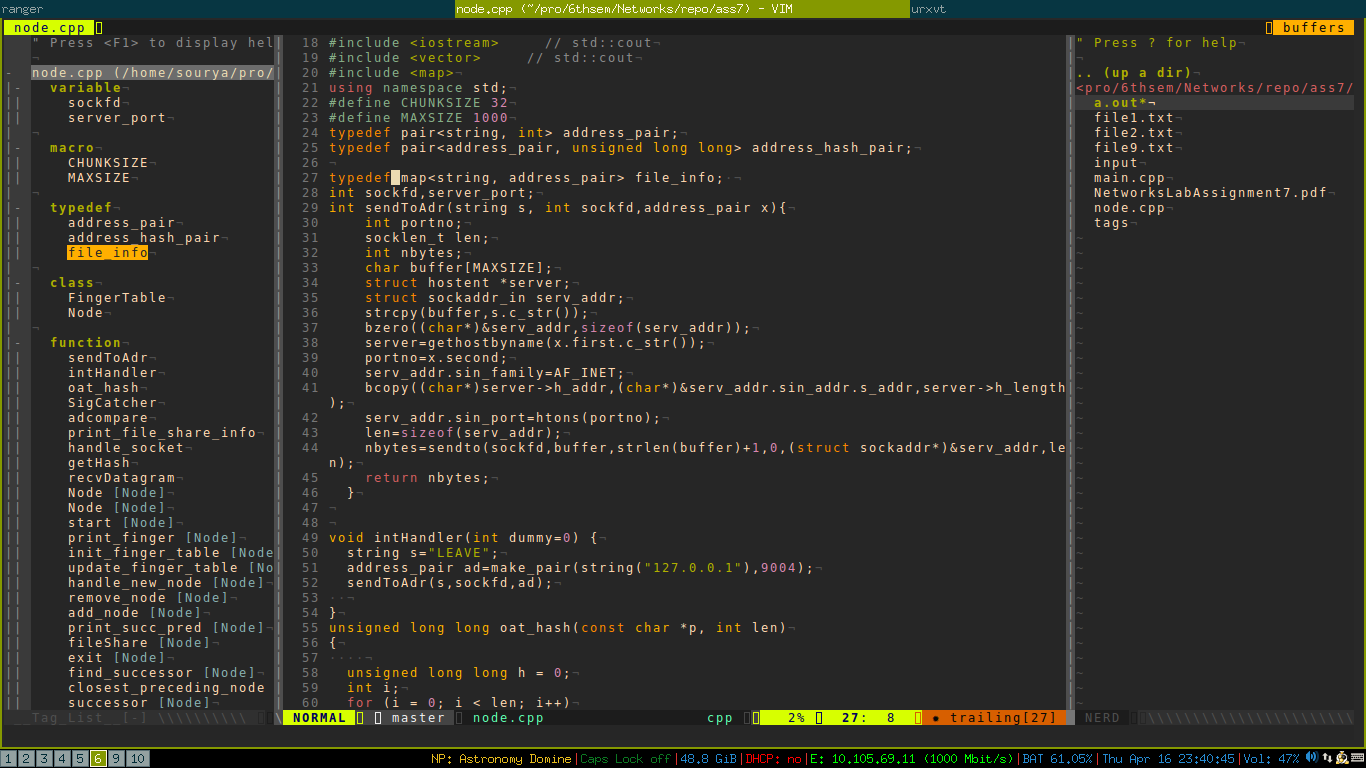 ranger
node.cpp (~/pro/6thsem/Networks/repo/ass7) - VIM
urxvt
node.cpp
buffers
" Press <F1> to display hel
node.cpp (/home/sourya/pro/
variable
sockfd
server_port
macro
CHUNKSIZE
MAXSIZE
typedef
address_pair
address_hash_pair
file_info
class
FingerTable
Node
function
sendToAdr
intHandler
oat_hash
SigCatcher
adcompare
print_file_share_info
handle_socket
getHash
recvDatagram
Node [Node]
Node [Node]
start [Node]
print_finger [Node]
init_finger_table [Node
update_finger_table [No
handle_new_node [Node]
remove_node [Node]
add_node [Node]
print_succ_pred [Node]
fileShare [Node]
exit [Node]
find_successor [Node]
closest_preceding_node
successor [Node]
__Tag_List__[-]
18 #include <iostream>     // std::cout
19 #include <vector>     // std::cout
20 #include <map>
21 using namespace std;
22 #define CHUNKSIZE 32
23 #define MAXSIZE 1000
24 typedef pair<string, int> address_pair;
25 typedef pair<address_pair, unsigned long long> address_hash_pair;
26
27 typedef map<string, address_pair> file_info;
28 int sockfd,server_port;
29 int sendToAdr(string s, int sockfd,address_pair x){
30     int portno;
31     socklen_t len;
32     int nbytes;
33     char buffer[MAXSIZE];
34     struct hostent *server;
35     struct sockaddr_in serv_addr;
36     strcpy(buffer,s.c_str());
37     bzero((char*)&serv_addr,sizeof(serv_addr));
38     server=gethostbyname(x.first.c_str());
39     portno=x.second;
40     serv_addr.sin_family=AF_INET;
41     bcopy((char*)server->h_addr,(char*)&serv_addr.sin_addr.s_addr,server->h_length
);
42     serv_addr.sin_port=htons(portno);
43     len=sizeof(serv_addr);
44     nbytes=sendto(sockfd,buffer,strlen(buffer)+1,0,(struct sockaddr*)&serv_addr,le
n);
45     return nbytes;
46   }
47
48
49 void intHandler(int dummy=0) {
50   string s="LEAVE";
51   address_pair ad=make_pair(string("127.0.0.1"),9004);
52   sendToAdr(s,sockfd,ad);
53
54 }
55 unsigned long long oat_hash(const char *p, int len)
56 {
57
58   unsigned long long h = 0;
59   int i;
60   for (i = 0; i < len; i++)
NORMAL master node.cpp cpp 2% 27: 8 trailing[27]
" Press ? for help
.. (up a dir)
<pro/6thsem/Networks/repo/ass7/
a.out*
file1.txt
file2.txt
file9.txt
input
main.cpp
NetworksLabAssignment7.pdf
node.cpp
tags
NERD
1 2 3 4 5 6 9 10
NP: Astronomy Domine|Caps Lock off|48.8 GiB|DHCP: no|E: 10.105.69.11 (1000 Mbit/s)|BAT 61.05%|Thu Apr 16 23:40:45|Vol: 47%